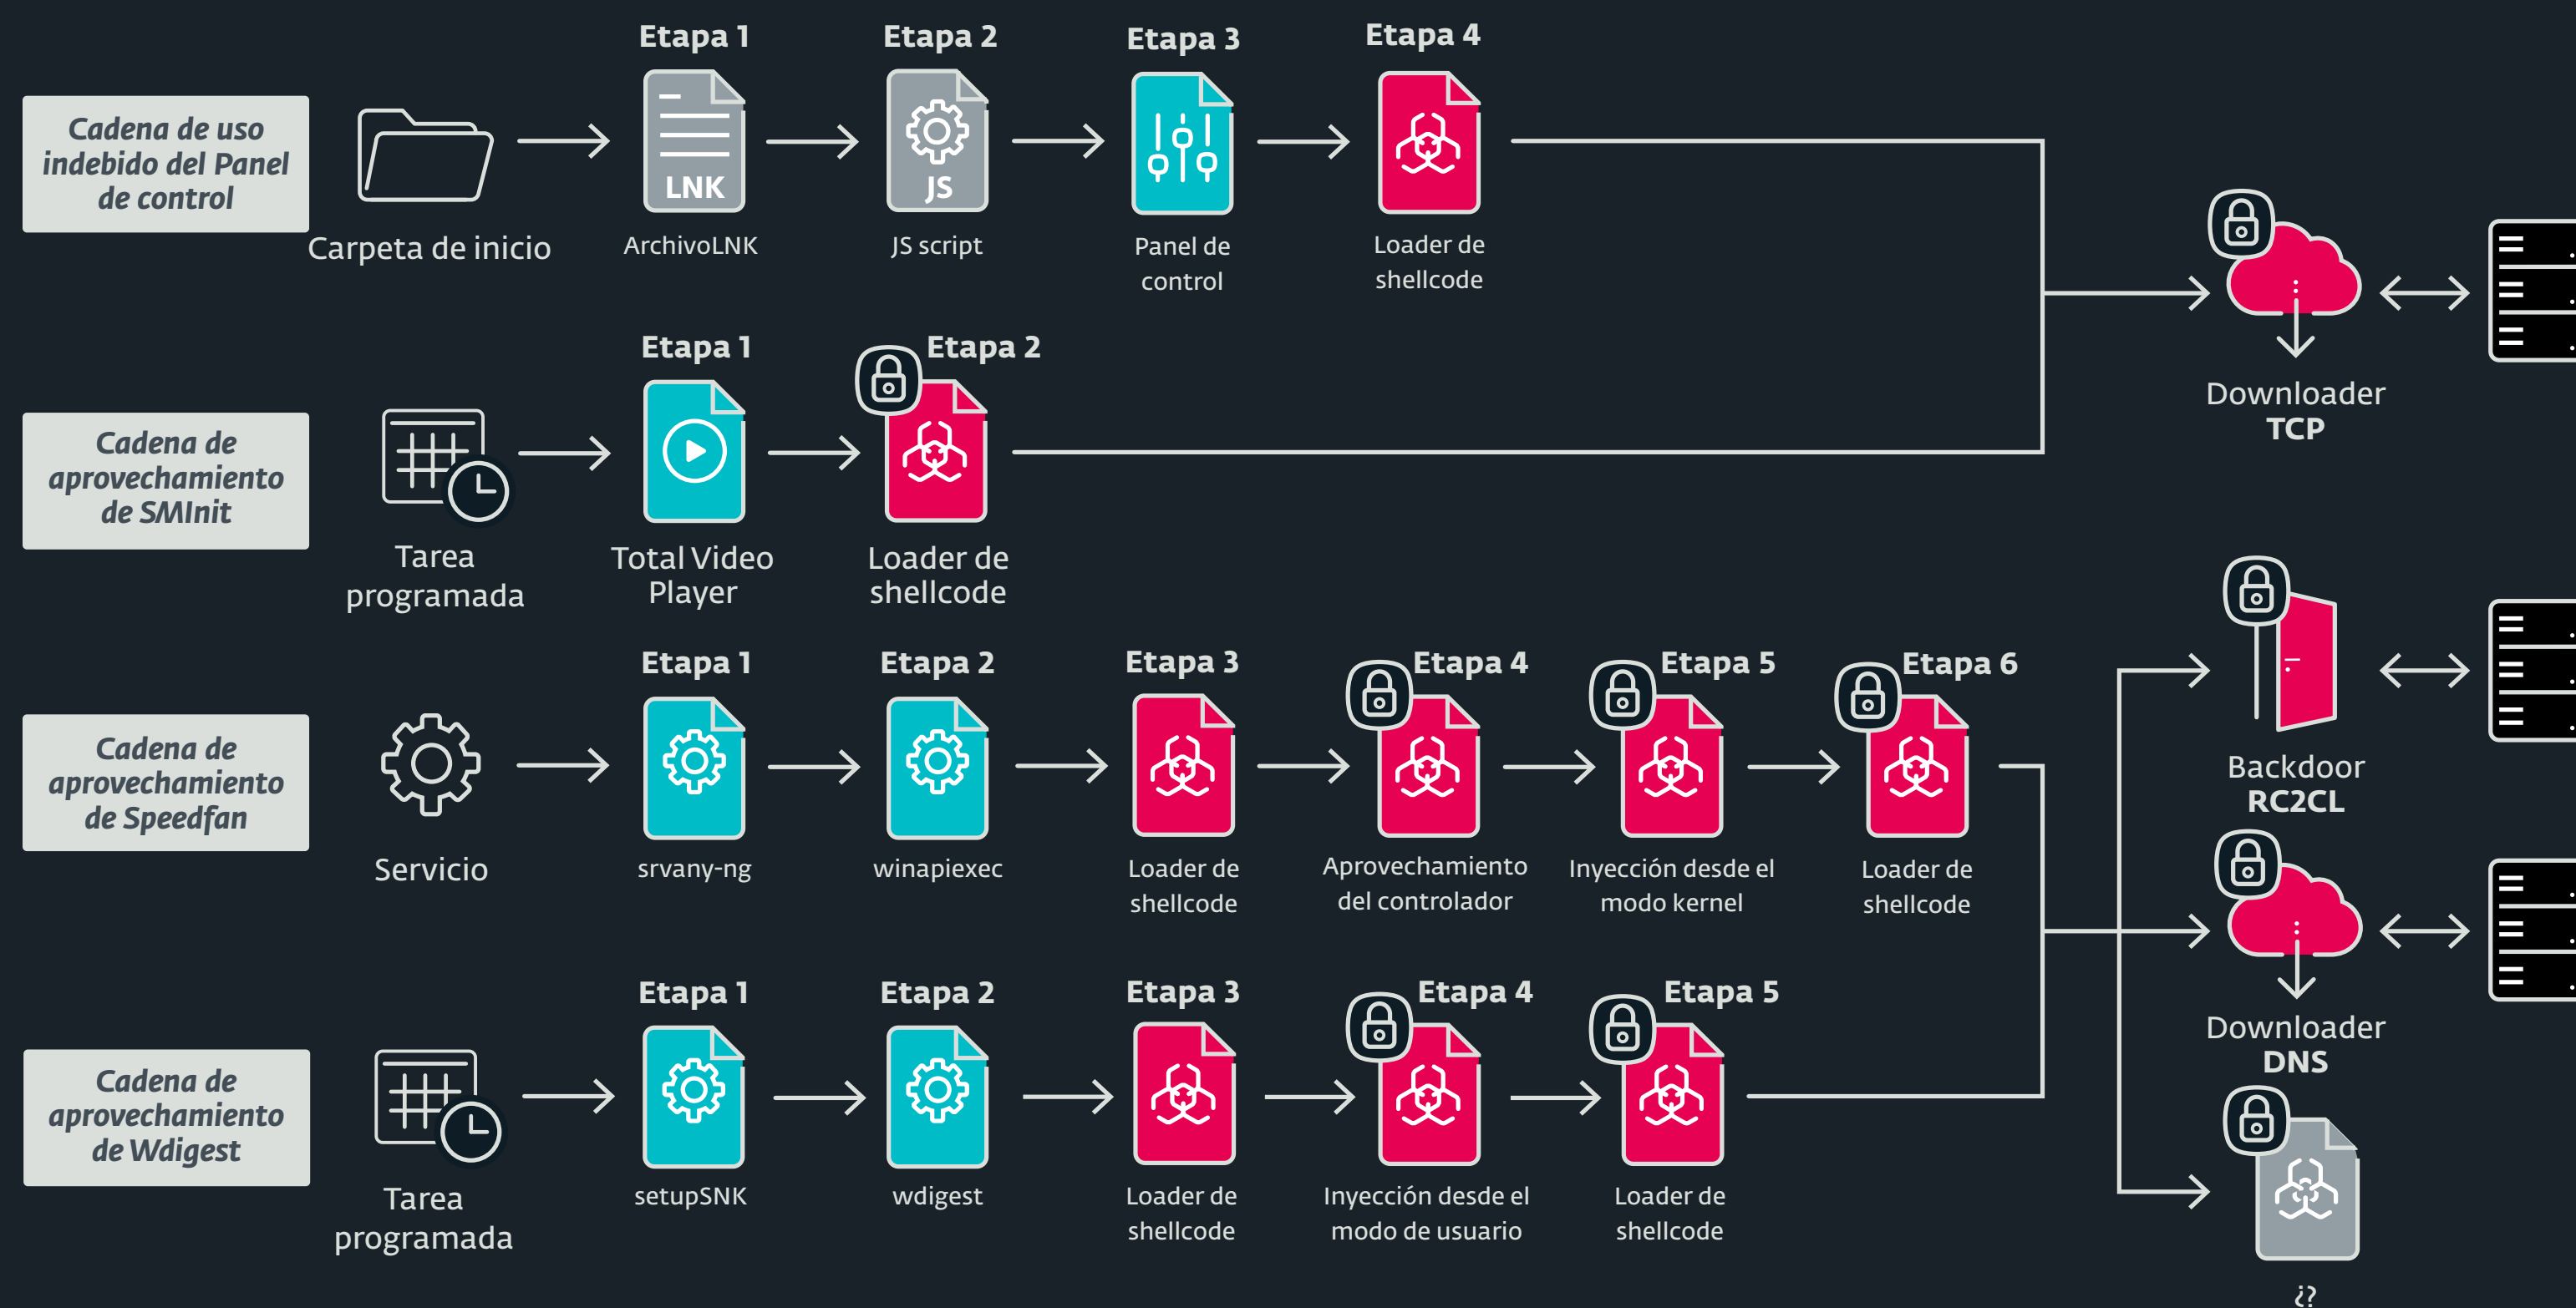 Cadena de uso
indebido del Panel
de control
Carpeta de inicio
Etapa 1
LNK
ArchivoLNK
Etapa 2
JS
JS script
Etapa 3
Panel de
control
Etapa 4
Loader de
shellcode
Downloader
TCP
Cadena de
aprovechamiento
de SMInit
Tarea
programada
Etapa 1
Total Video
Player
Etapa 2
Loader de
shellcode
Cadena de
aprovechamiento
de Speedfan
Servicio
Etapa 1
srvany-ng
Etapa 2
winapiexec
Etapa 3
Loader de
shellcode
Etapa 4
Aprovechamiento
del controlador
Etapa 5
Inyección desde el
modo kernel
Etapa 6
Loader de
shellcode
Backdoor
RC2CL
Downloader
DNS
Cadena de
aprovechamiento
de Wdigest
Tarea
programada
Etapa 1
setupSNK
Etapa 2
wdigest
Etapa 3
Loader de
shellcode
Etapa 4
Inyección desde el
modo de usuario
Etapa 5
Loader de
shellcode
¿?